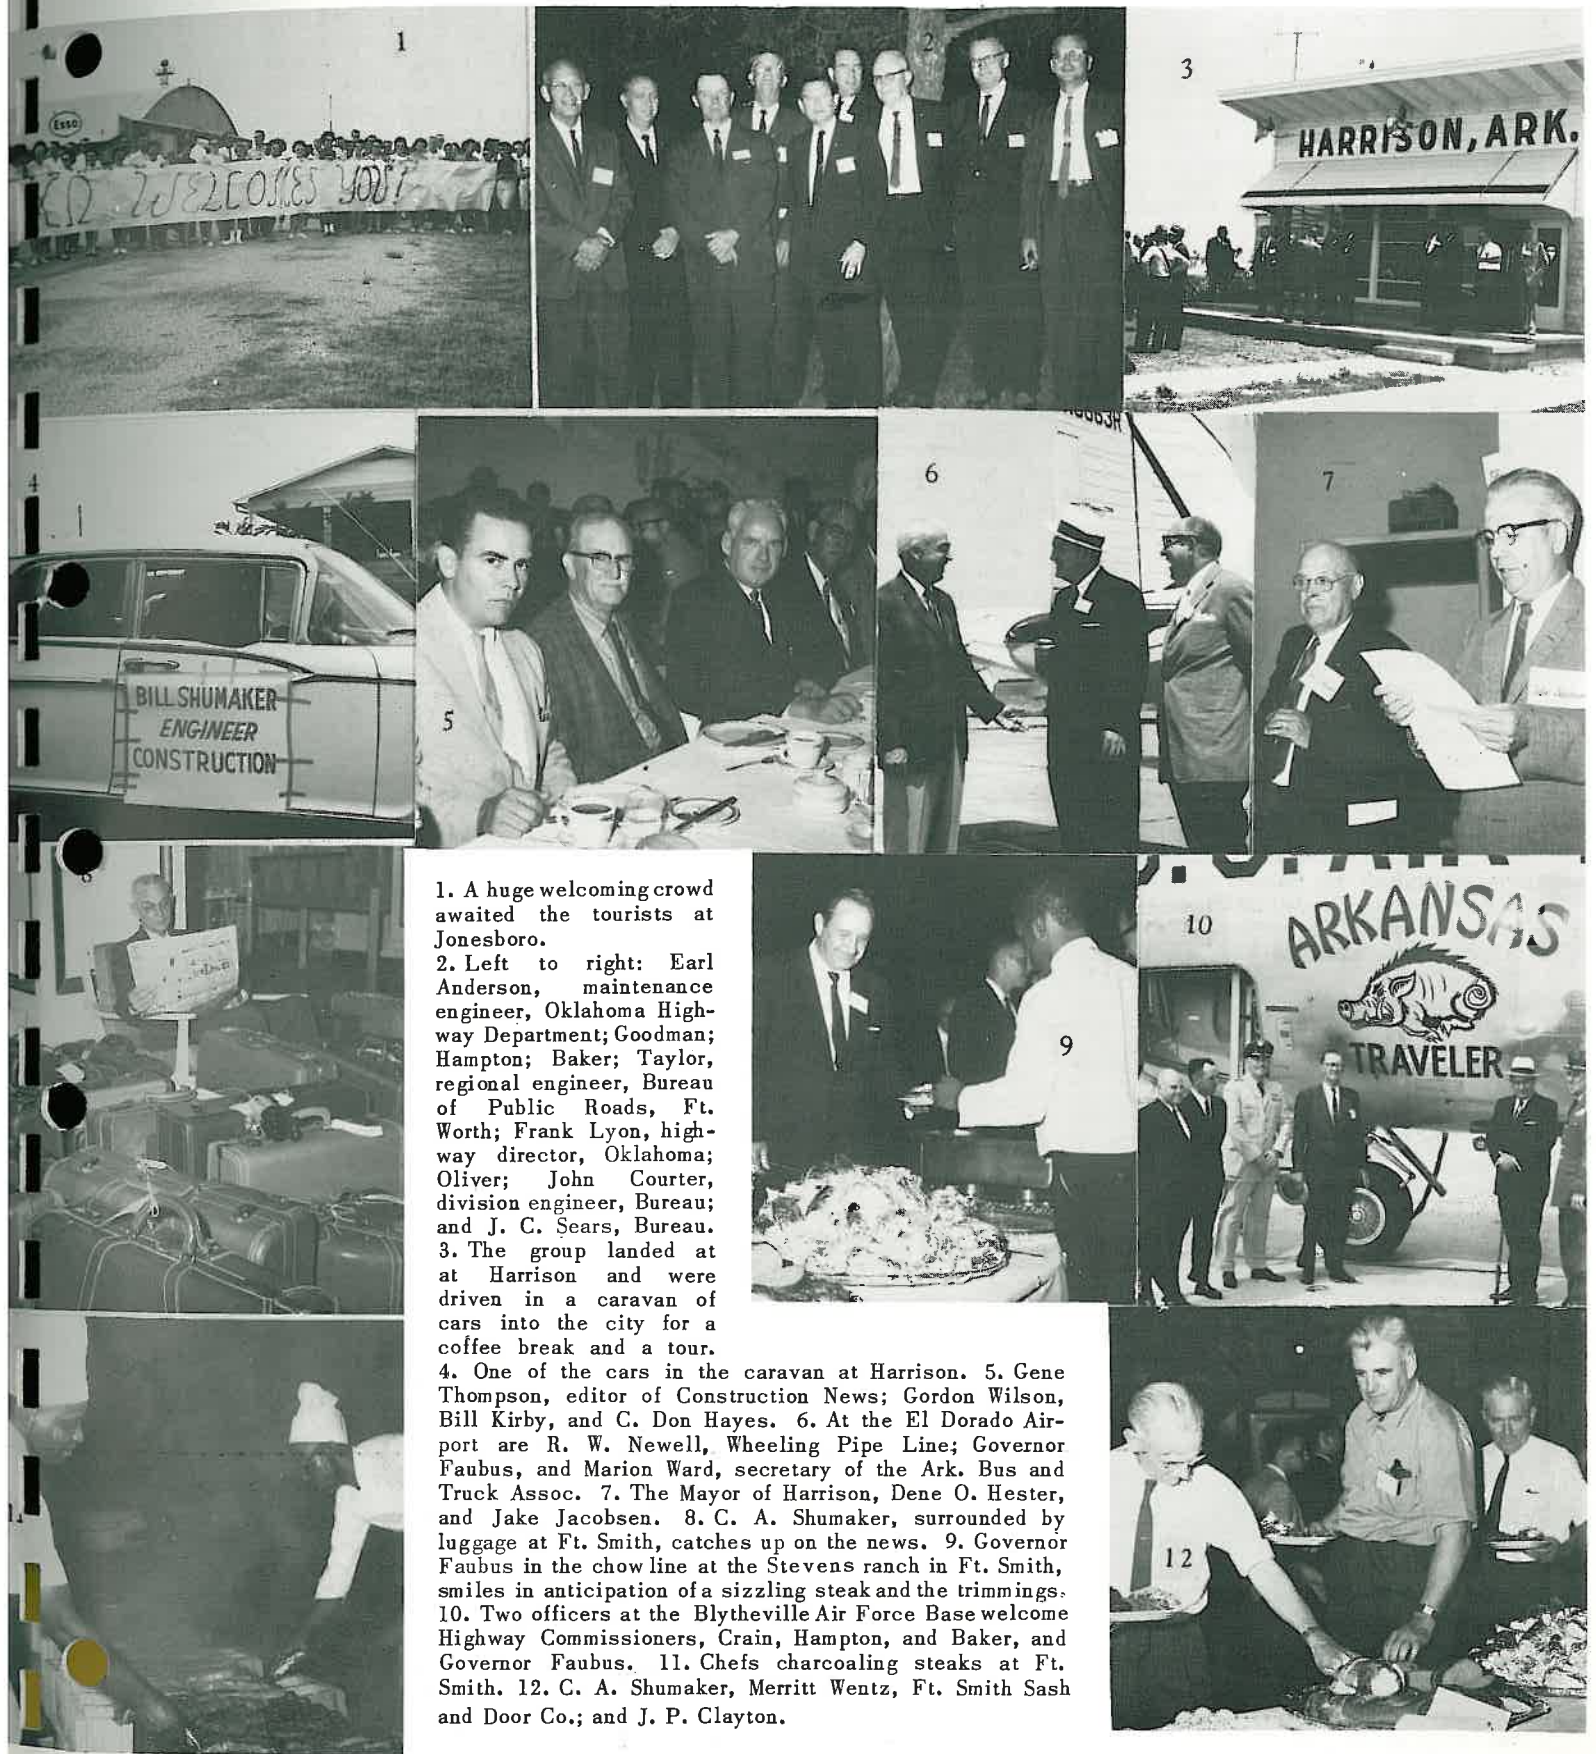 1
2
3
Esso
WELCOMES YOU!
HARRISON, ARK.
4
5
6
7
BILL SHUMAKER
ENGINEER
CONSTRUCTION
8
9
10
ARKANSAS
TRAVELER
12
1. A huge welcoming crowd
awaited the tourists at
Jonesboro.
2. Left to right: Earl
Anderson, maintenance
engineer, Oklahoma High-
way Department; Goodman;
Hampton; Baker; Taylor,
regional engineer, Bureau
of Public Roads, Ft.
Worth; Frank Lyon, high-
way director, Oklahoma;
Oliver; John Courter,
division engineer, Bureau;
and J. C. Sears, Bureau.
3. The group landed at
at Harrison and were
driven in a caravan of
cars into the city for a
coffee break and a tour.
4. One of the cars in the caravan at Harrison. 5. Gene
Thompson, editor of Construction News; Gordon Wilson,
Bill Kirby, and C. Don Hayes. 6. At the El Dorado Air-
port are R. W. Newell, Wheeling Pipe Line; Governor
Faubus, and Marion Ward, secretary of the Ark. Bus and
Truck Assoc. 7. The Mayor of Harrison, Dene O. Hester,
and Jake Jacobsen. 8. C. A. Shumaker, surrounded by
luggage at Ft. Smith, catches up on the news. 9. Governor
Faubus in the chow line at the Stevens ranch in Ft. Smith,
smiles in anticipation of a sizzling steak and the trimmings.
10. Two officers at the Blytheville Air Force Base welcome
Highway Commissioners, Crain, Hampton, and Baker, and
Governor Faubus. 11. Chefs charcoaling steaks at Ft.
Smith. 12. C. A. Shumaker, Merritt Wentz, Ft. Smith Sash
and Door Co.; and J. P. Clayton.